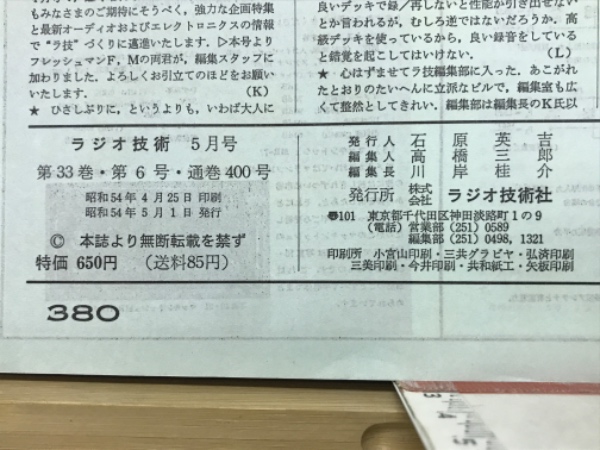 もみなさまのご期待にそうべく，強力な企画特集
と最新オーディオおよびエレクトロニクスの情報
で“ラ技”づくりに邁進いたします．▷本号より
フレッシュマンF，Mの両君が，編集スタッフに
加わりました．よろしくお引立てのほどをお願い
いたします． (K)
★ ひさしぶりに，というよりも，いわば大人に
良いデッキで録／再しないと性能が引き出せない
とか言われるが，むしろ逆ではないだろうか．高
級デッキを使っているから，良い録音をしている
と錯覚を起こしてはいけない． (L)
★ 心はずませてラ技編集部に入った．あこがれ
たとおりのたいへんに立派なビルで，編集室も広
くて整然としてきれい．編集部は編集長のK氏以
ラジオ技術 5月号
第33巻・第6号・通巻400号
昭和54年4月25日 印刷
昭和54年5月1日 発行
© 本誌より無断転載を禁ず
特価 650円 （送料85円）
発行人 石原英吉
編集人 高橋三郎
編集長 川岸桂介
発行所 株式会社 ラジオ技術社
☎101 東京都千代田区神田淡路町1の9
（電話）営業部 (251) 0589
編集部 (251) 0498, 1321
印刷所 小宮山印刷・三共グラビヤ・弘済印刷
三美印刷・今井印刷・共和紙工・矢板印刷
380
3
4
5